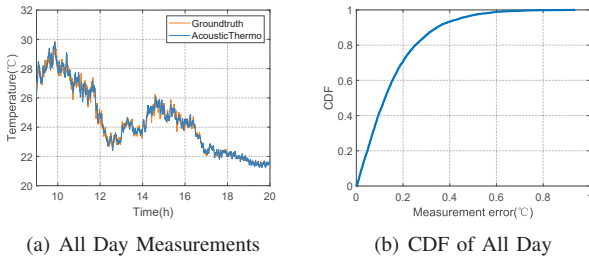 Groundtruth
AcousticThermo
Temperature(℃)
32
30
28
26
24
22
20
10 12 14 16 18 20
Time(h)
(a) All Day Measurements
CDF
1
0.8
0.6
0.4
0.2
0
0 0.2 0.4 0.6 0.8 1
Measurement error(℃)
(b) CDF of All Day